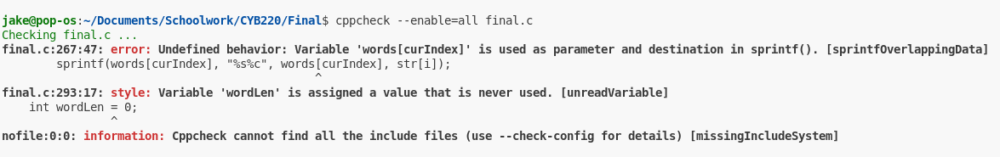 jake@pop-os:~/Documents/Schoolwork/CYB220/Final$ cppcheck --enable=all final.c
Checking final.c ...
final.c:267:47: error: Undefined behavior: Variable 'words[curIndex]' is used as parameter and destination in sprintf(). [sprintfOverlappingData]
        sprintf(words[curIndex], "%s%c", words[curIndex], str[i]);
                                              ^
final.c:293:17: style: Variable 'wordLen' is assigned a value that is never used. [unreadVariable]
    int wordLen = 0;
                ^
nofile:0:0: information: Cppcheck cannot find all the include files (use --check-config for details) [missingIncludeSystem]